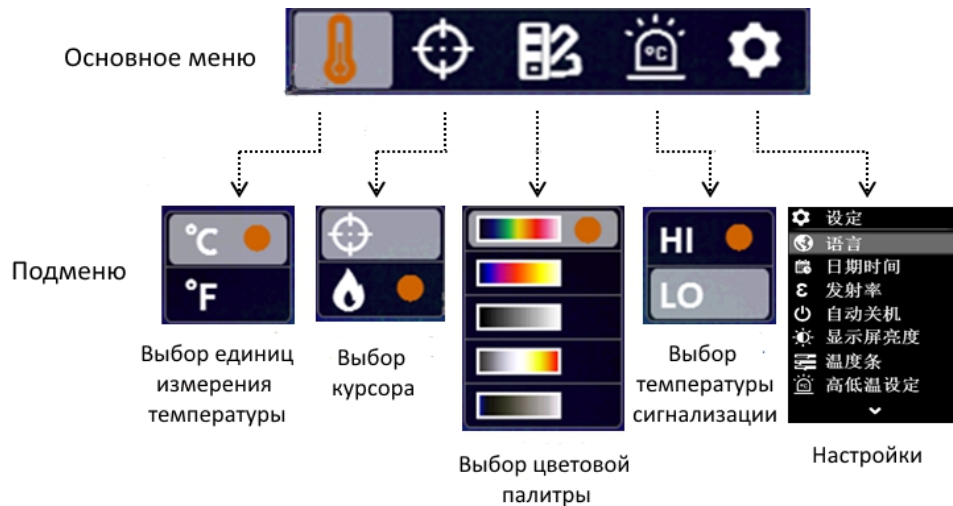 Основное меню
°C
Подменю
°C
°F
HI
LO
设定
语言
日期时间
ε 发射率
自动关机
显示屏亮度
温度条
高低温设定
Выбор единиц
измерения
температуры
Выбор
курсора
Выбор цветовой
палитры
Выбор
температуры
сигнализации
Настройки